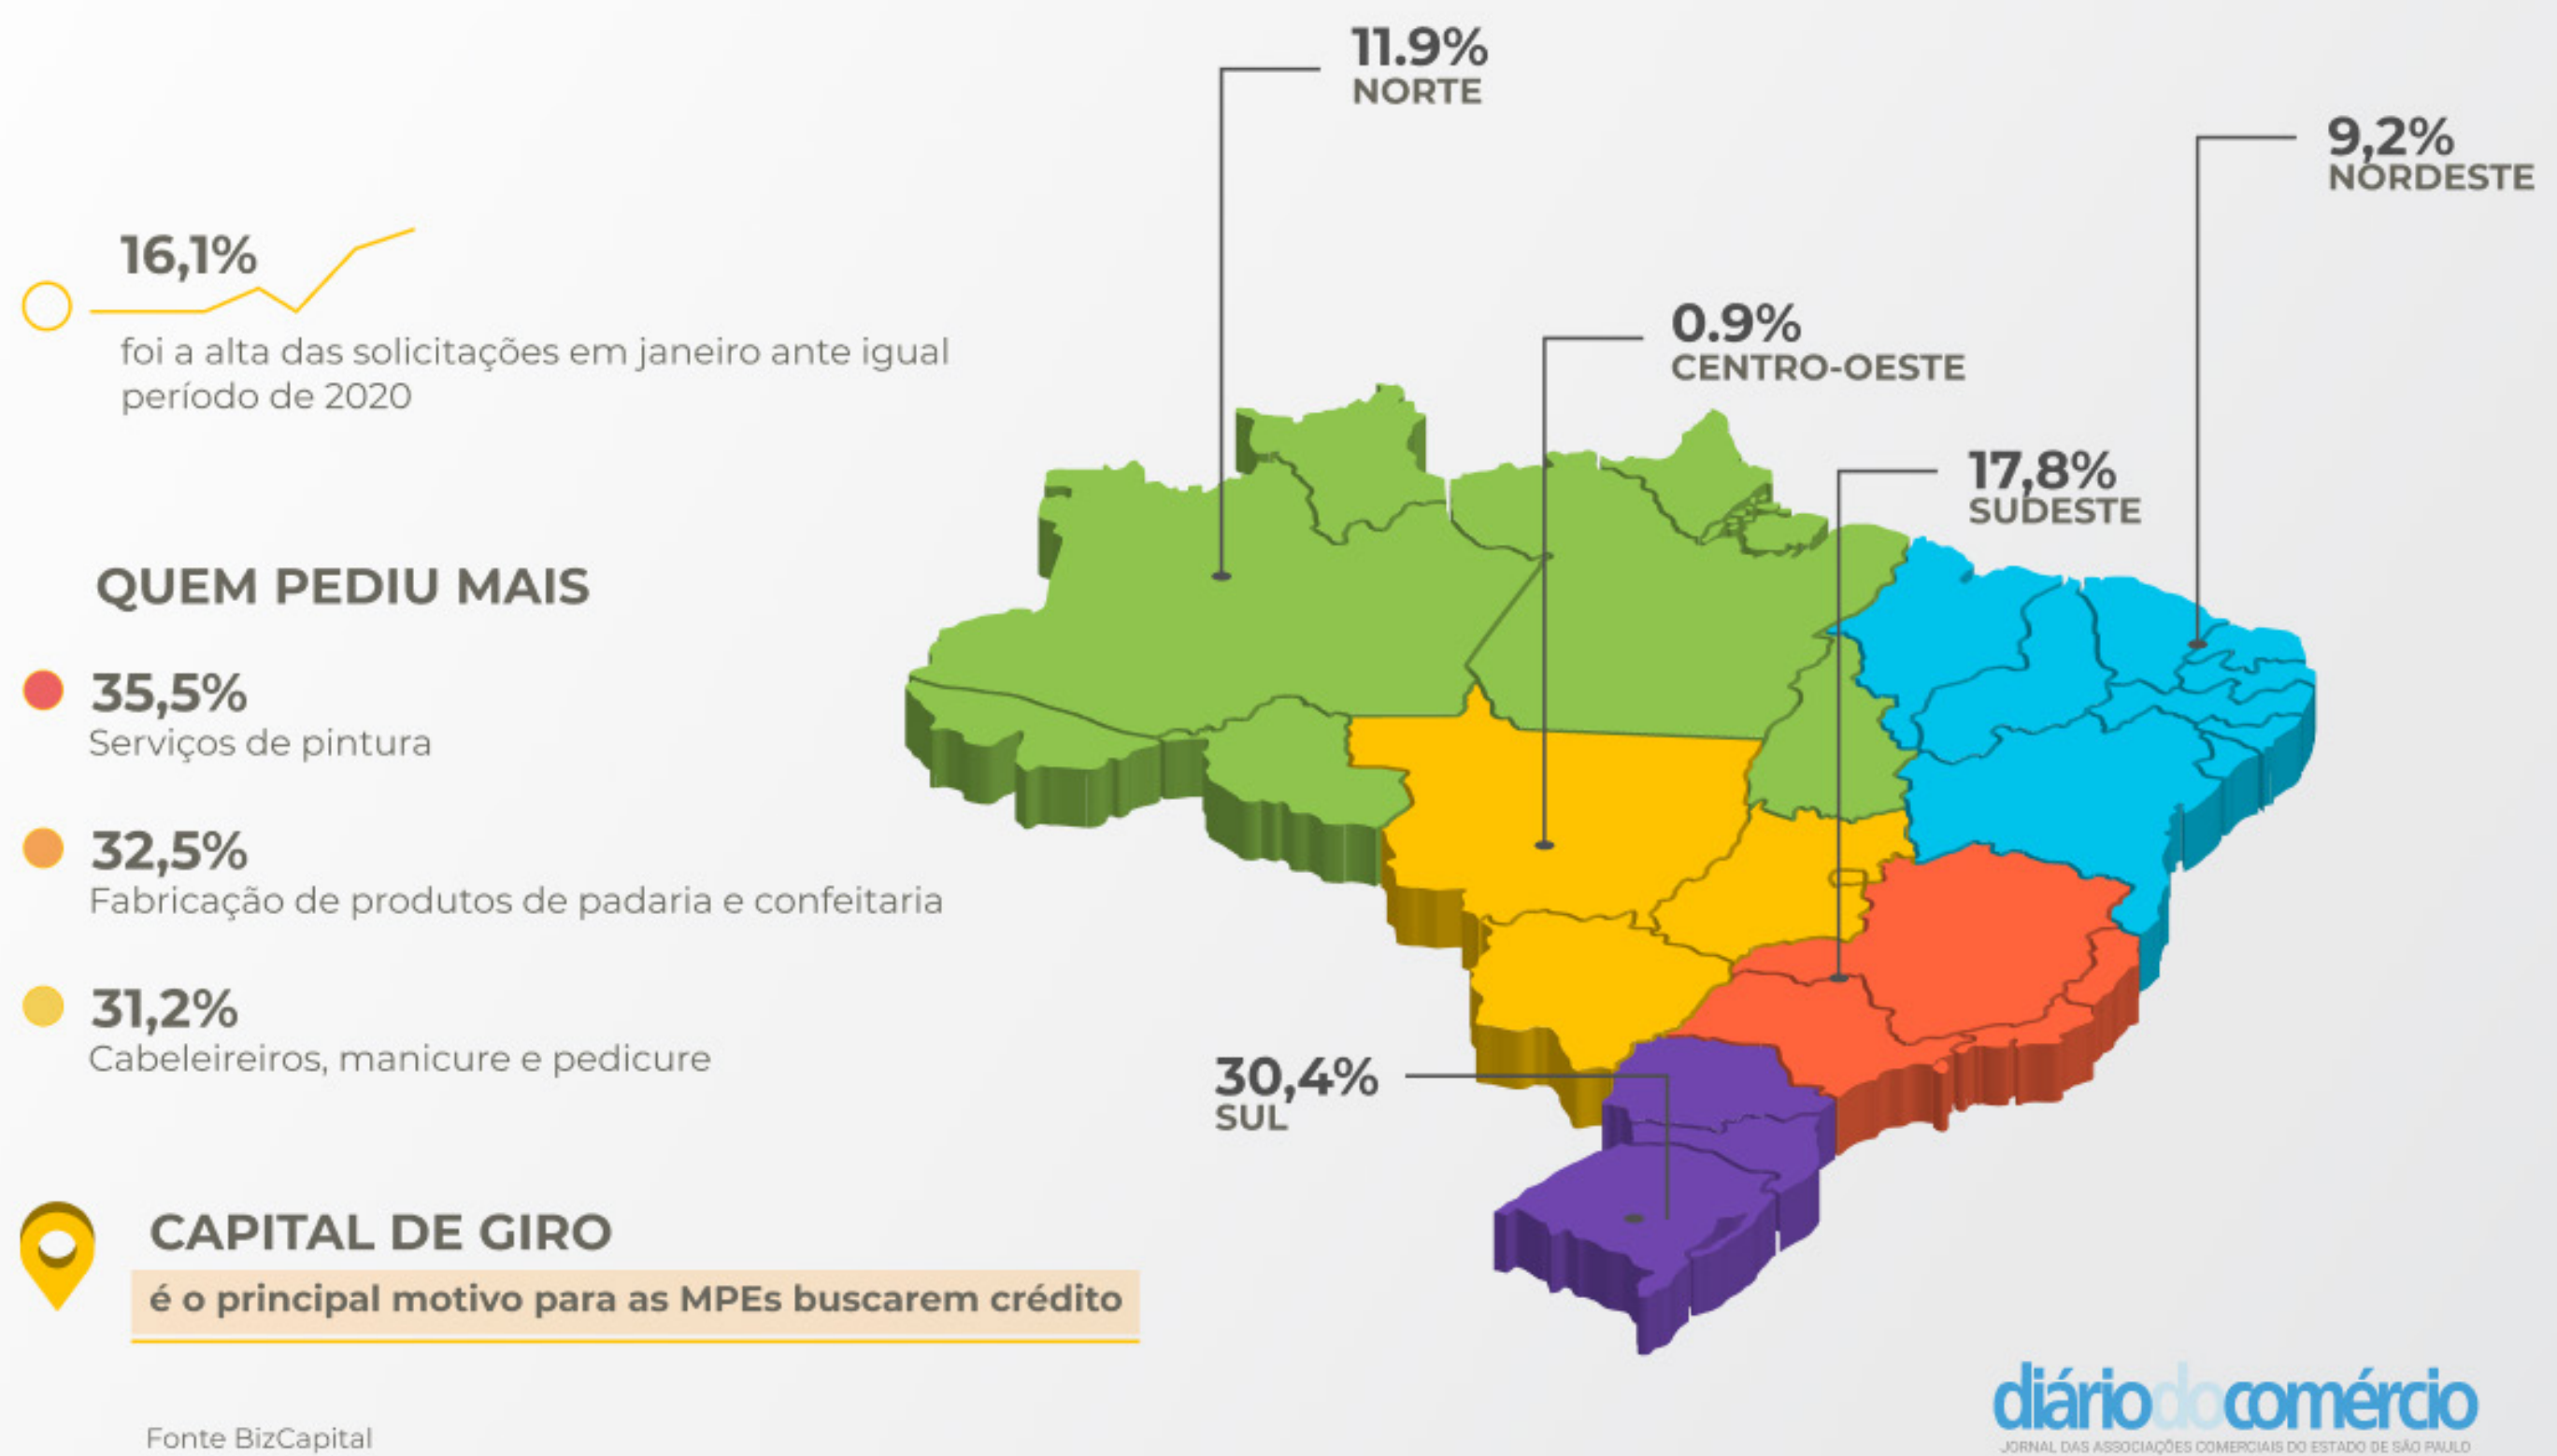 11.9%
NORTE
9,2%
NORDESTE
16,1%
foi a alta das solicitações em janeiro ante igual
período de 2020
0.9%
CENTRO-OESTE
17,8%
SUDESTE
QUEM PEDIU MAIS
35,5%
Serviços de pintura
32,5%
Fabricação de produtos de padaria e confeitaria
31,2%
Cabeleireiros, manicure e pedicure
30,4%
SUL
CAPITAL DE GIRO
é o principal motivo para as MPEs buscarem crédito
Fonte BizCapital
diáriodocomércio
JORNAL DAS ASSOCIAÇÕES COMERCIAIS DO ESTADO DE SÃO PAULO